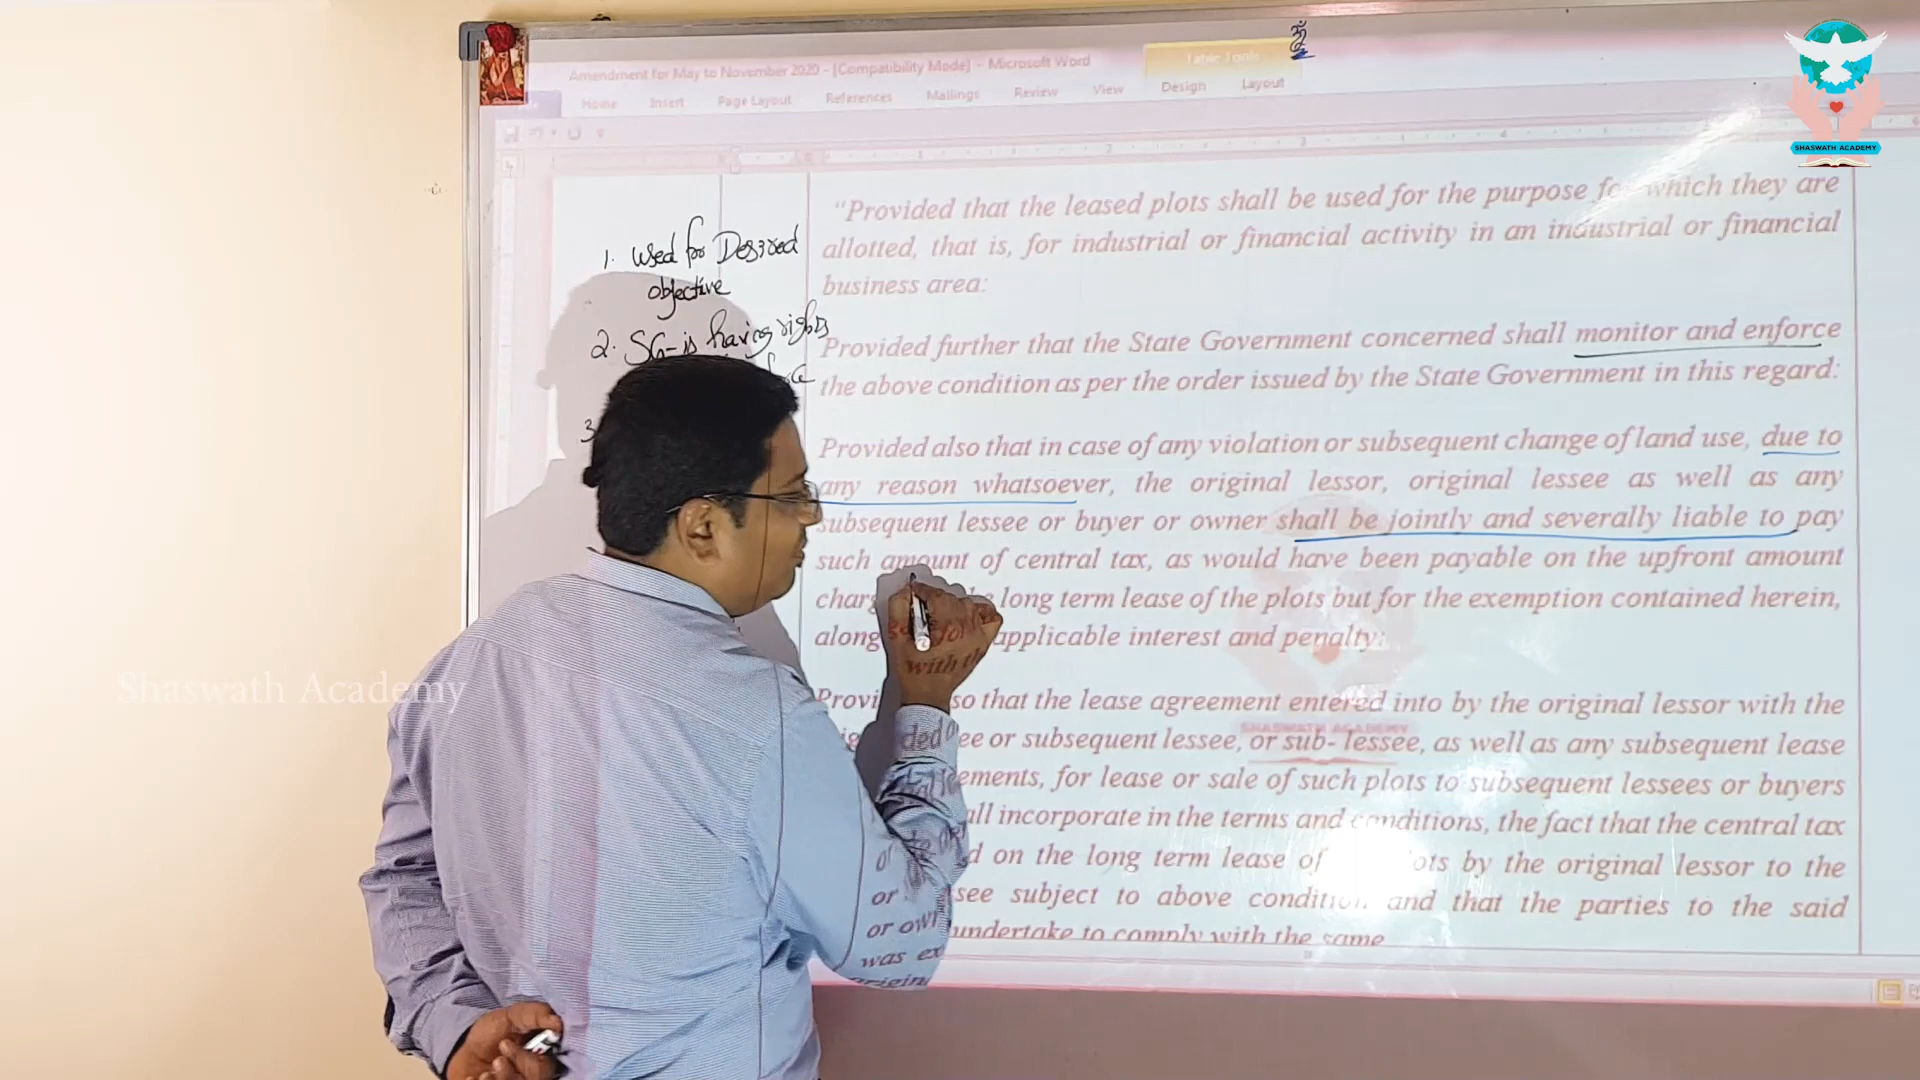 Amendment for May to November 2020 - [Compatibility Mode] - Microsoft Word
Table Tools
Home Insert Page Layout References Mailings Review View Design Layout
SHASWATH ACADEMY
"Provided that the leased plots shall be used for the purpose for which they are
allotted, that is, for industrial or financial activity in an industrial or financial
business area:
1. Used for Desired
objective
2. SG is having rights
Provided further that the State Government concerned shall monitor and enforce
the above condition as per the order issued by the State Government in this regard:
3
Provided also that in case of any violation or subsequent change of land use, due to
any reason whatsoever, the original lessor, original lessee as well as any
subsequent lessee or buyer or owner shall be jointly and severally liable to pay
such amount of central tax, as would have been payable on the upfront amount
long term lease of the plots but for the exemption contained herein,
along applicable interest and penalty:
Shaswath Academy
so that the lease agreement entered into by the original lessor with the
ee or subsequent lessee, or sub- lessee, as well as any subsequent lease
ements, for lease or sale of such plots to subsequent lessees or buyers
all incorporate in the terms and conditions, the fact that the central tax
d on the long term lease of ots by the original lessor to the
see subject to above condition and that the parties to the said
undertake to comply with the same
SHASWATH ACADEMY